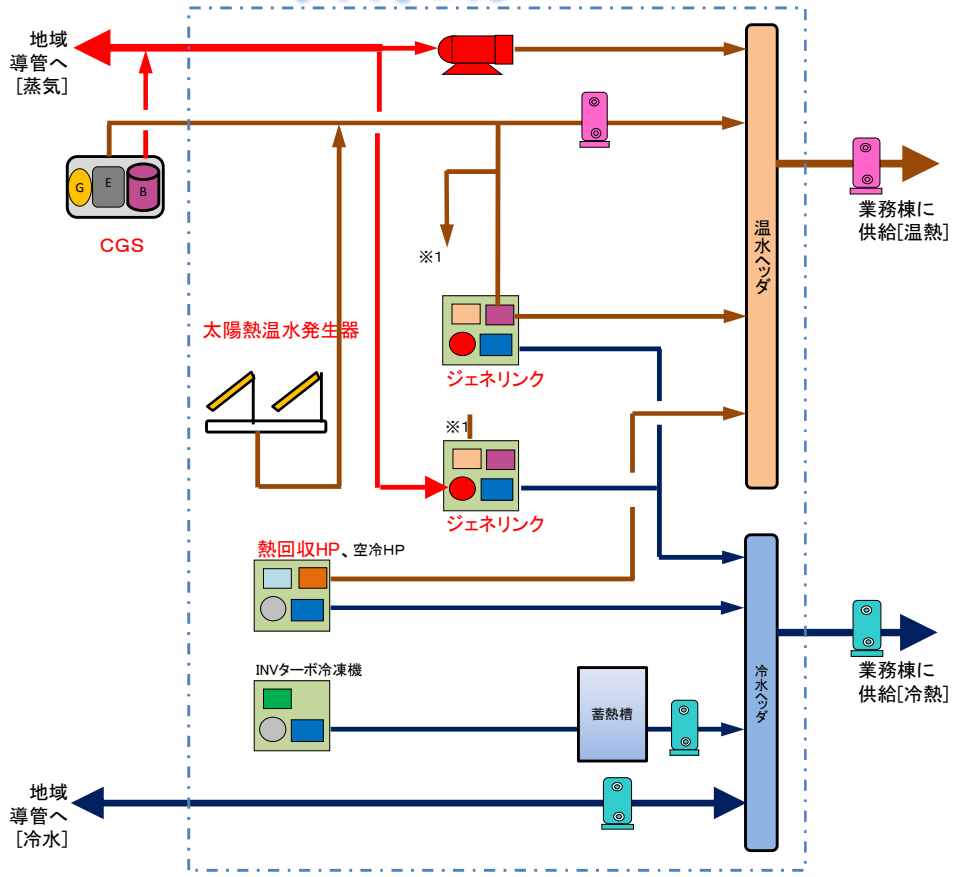 地域
導管へ
[蒸気]
G
E
B
CGS
※1
太陽熱温水発生器
ジェネリンク
※1
ジェネリンク
熱回収HP、空冷HP
INVターボ冷凍機
蓄熱槽
温水ヘッダ
冷水ヘッダ
業務棟に
供給[温熱]
業務棟に
供給[冷熱]
地域
導管へ
[冷水]